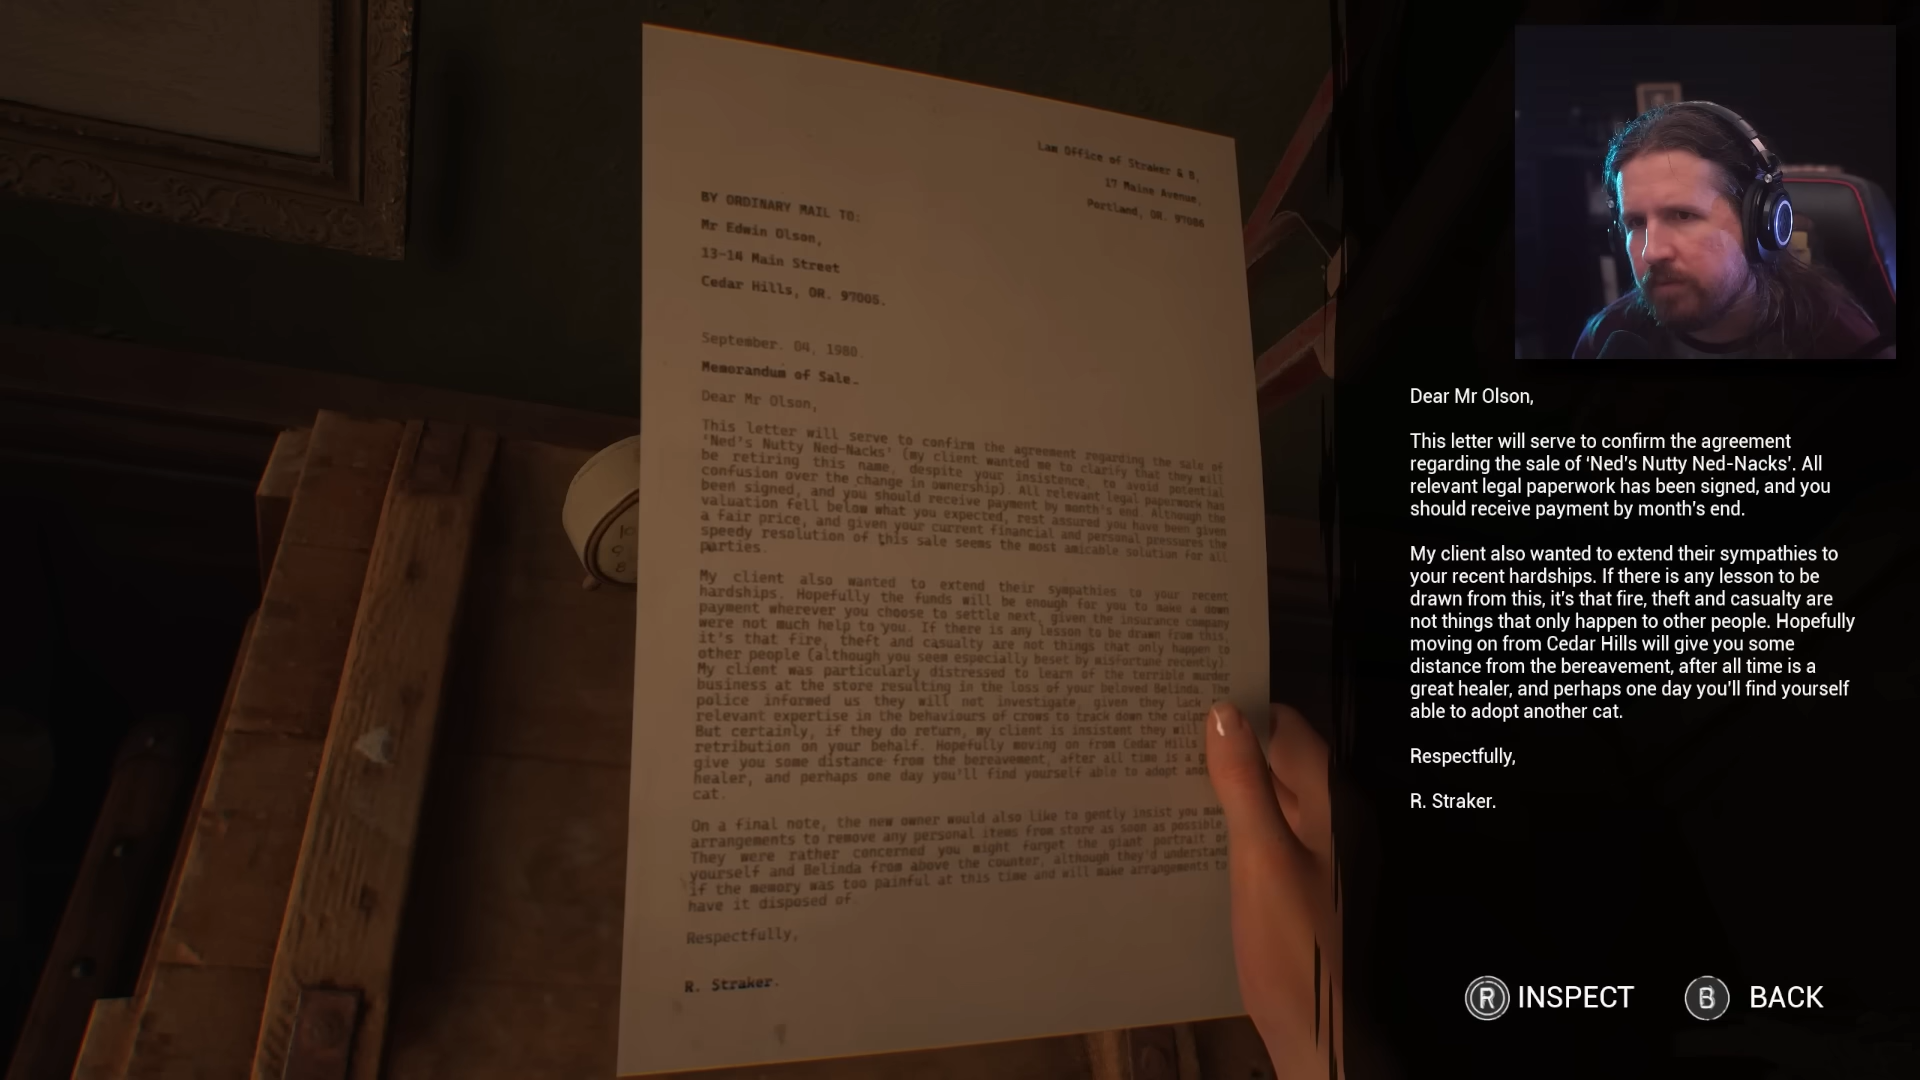 Law Office of Straker & B,
17 Maine Avenue,
Portland, OR. 97006
BY ORDINARY MAIL TO:
Mr Edwin Olson,
13-14 Main Street
Cedar Hills, OR. 97005.
September. 04, 1980.
Memorandum of Sale.
Dear Mr Olson,
This letter will serve to confirm the agreement regarding the sale of
'Ned's Nutty Ned-Nacks' (my client wanted me to clarify that they will
be retiring this name, despite your insistence, to avoid potential
confusion over the change in ownership). All relevant legal paperwork has
been signed, and you should receive payment by month's end. Although the
valuation fell below what you expected, rest assured you have been given
a fair price, and given your current financial and personal pressures the
speedy resolution of this sale seems the most amicable solution for all
parties.
My client also wanted to extend their sympathies to your recent
hardships. Hopefully the funds will be enough for you to make a down
payment wherever you choose to settle next, given the insurance company
were not much help to you. If there is any lesson to be drawn from this,
it's that fire, theft and casualty are not things that only happen to
other people (although you seem especially beset by misfortune recently).
My client was particularly distressed to learn of the terrible murder
business at the store resulting in the loss of your beloved Belinda. The
police informed us they will not investigate, given they lack
relevant expertise in the behaviours of crows to track down the
But certainly, if they do return, my client is insistent they will
retribution on your behalf. Hopefully moving on from Cedar Hills
give you some distance from the bereavement, after all time is a
healer, and perhaps one day you'll find yourself able to adopt
cat.
On a final note, the new owner would also like to gently insist you make
arrangements to remove any personal items from store as soon as possible.
They were rather concerned you might forget the giant portrait of
yourself and Belinda from above the counter, although they'd understand
if the memory was too painful at this time and will make arrangements to
have it disposed of
Respectfully,
R. Straker.
Dear Mr Olson,
This letter will serve to confirm the agreement
regarding the sale of ‘Ned’s Nutty Ned-Nacks’. All
relevant legal paperwork has been signed, and you
should receive payment by month's end.
My client also wanted to extend their sympathies to
your recent hardships. If there is any lesson to be
drawn from this, it's that fire, theft and casualty are
not things that only happen to other people. Hopefully
moving on from Cedar Hills will give you some
distance from the bereavement, after all time is a
great healer, and perhaps one day you'll find yourself
able to adopt another cat.
Respectfully,
R. Straker.
R INSPECT B BACK